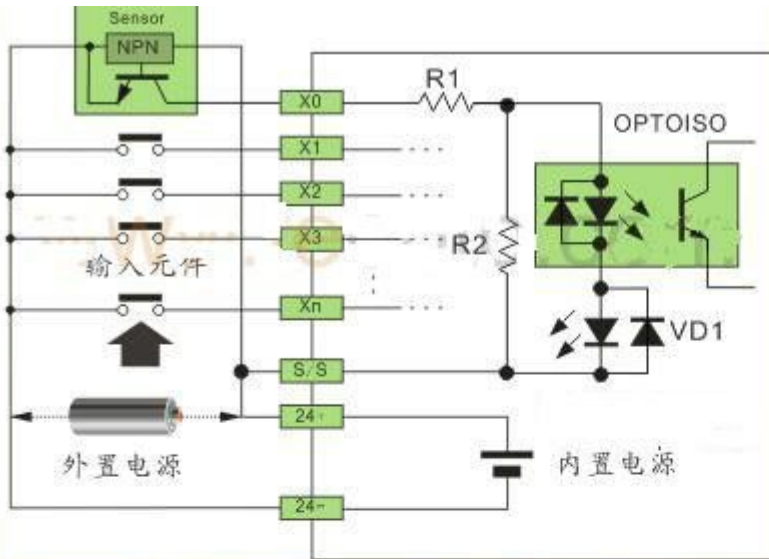 Sensor
NPN
R1
X0
OPTOISO
X1
X2
X3
R2
输入元件
Xn
VD1
S/S
24+
外置电源
内置电源
24-